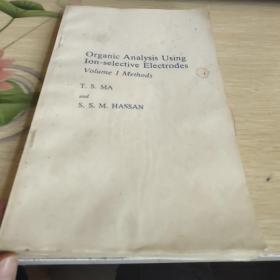 Organic Analysis Using
Ion-selective Electrodes
Volume 1 Methods
T. S. MA
and
S. S. M. HASSAN